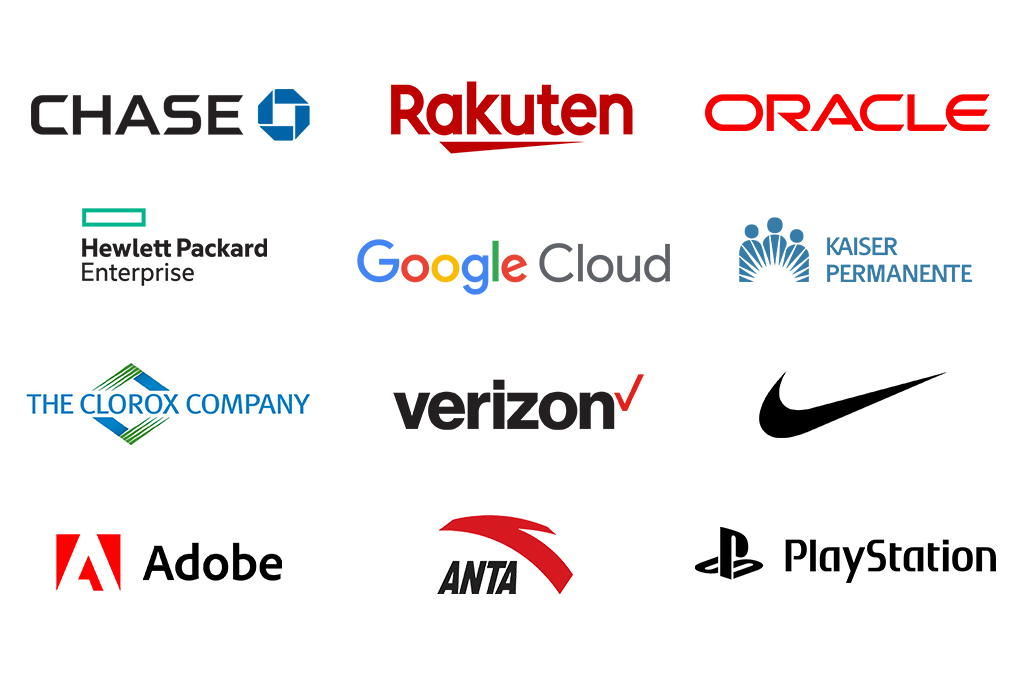 CHASE
Rakuten
ORACLE
Hewlett Packard
Enterprise
Google Cloud
KAISER
PERMANENTE
THE CLOROX COMPANY
verizon
Adobe
ANTA
PlayStation